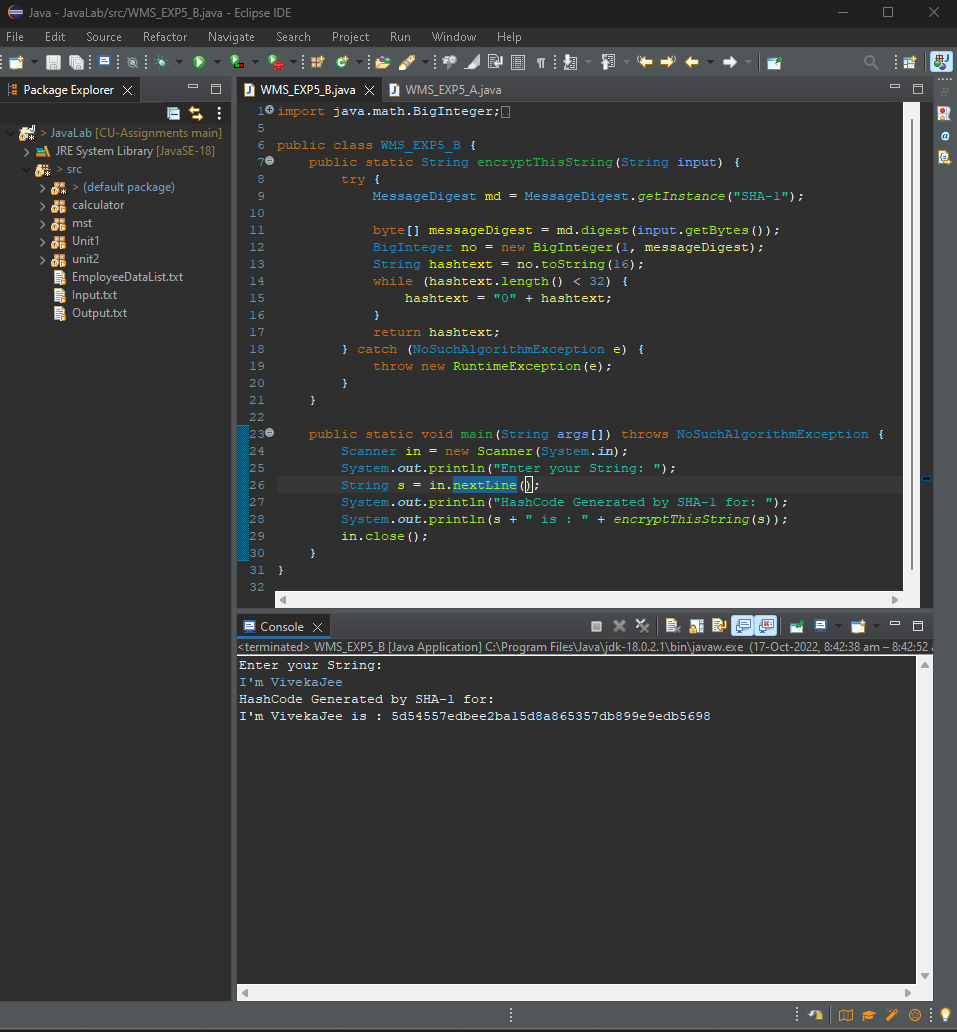 Java - JavaLab/src/WMS_EXP5_B.java - Eclipse IDE
File Edit Source Refactor Navigate Search Project Run Window Help
Package Explorer
> JavaLab [CU-Assignments main]
JRE System Library [JavaSE-18]
> src
> (default package)
calculator
mst
Unit1
unit2
EmployeeDataList.txt
Input.txt
Output.txt
WMS_EXP5_B.java WMS_EXP5_A.java
1 import java.math.BigInteger;
5
6 public class WMS_EXP5_B {
7 public static String encryptThisString(String input) {
8 try {
9 MessageDigest md = MessageDigest.getInstance("SHA-1");
10
11 byte[] messageDigest = md.digest(input.getBytes());
12 BigInteger no = new BigInteger(1, messageDigest);
13 String hashtext = no.toString(16);
14 while (hashtext.length() < 32) {
15 hashtext = "0" + hashtext;
16 }
17 return hashtext;
18 } catch (NoSuchAlgorithmException e) {
19 throw new RuntimeException(e);
20 }
21 }
22
23 public static void main(String args[]) throws NoSuchAlgorithmException {
24 Scanner in = new Scanner(System.in);
25 System.out.println("Enter your String: ");
26 String s = in.nextLine();
27 System.out.println("HashCode Generated by SHA-1 for: ");
28 System.out.println(s + " is : " + encryptThisString(s));
29 in.close();
30 }
31 }
32
Console
<terminated> WMS_EXP5_B [Java Application] C:\Program Files\Java\jdk-18.0.2.1\bin\javaw.exe (17-Oct-2022, 8:42:38 am – 8:42:52
Enter your String:
I'm VivekaJee
HashCode Generated by SHA-1 for:
I'm VivekaJee is : 5d54557edbee2ba15d8a865357db899e9edb5698